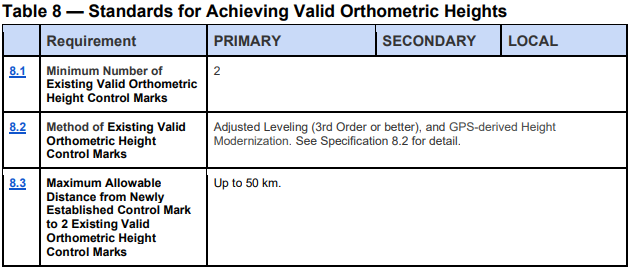 Table 8 — Standards for Achieving Valid Orthometric Heights
Requirement PRIMARY SECONDARY LOCAL
8.1 Minimum Number of 2
Existing Valid Orthometric
Height Control Marks
8.2 Method of Existing Valid Adjusted Leveling (3rd Order or better), and GPS-derived Height
Orthometric Height Modernization. See Specification 8.2 for detail.
Control Marks
8.3 Maximum Allowable Up to 50 km.
Distance from Newly
Established Control Mark
to 2 Existing Valid
Orthometric Height
Control Marks